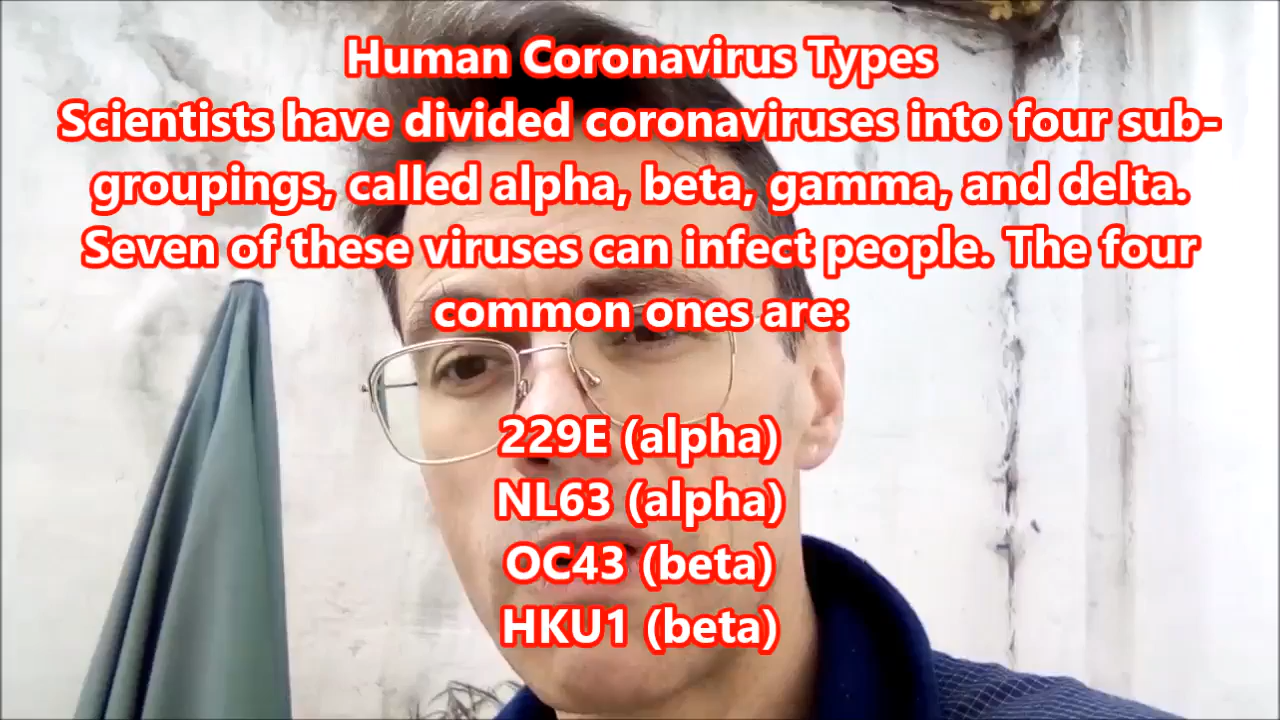 Human Coronavirus Types
Scientists have divided coronaviruses into four sub-
groupings, called alpha, beta, gamma, and delta.
Seven of these viruses can infect people. The four
common ones are:
229E (alpha)
NL63 (alpha)
OC43 (beta)
HKU1 (beta)